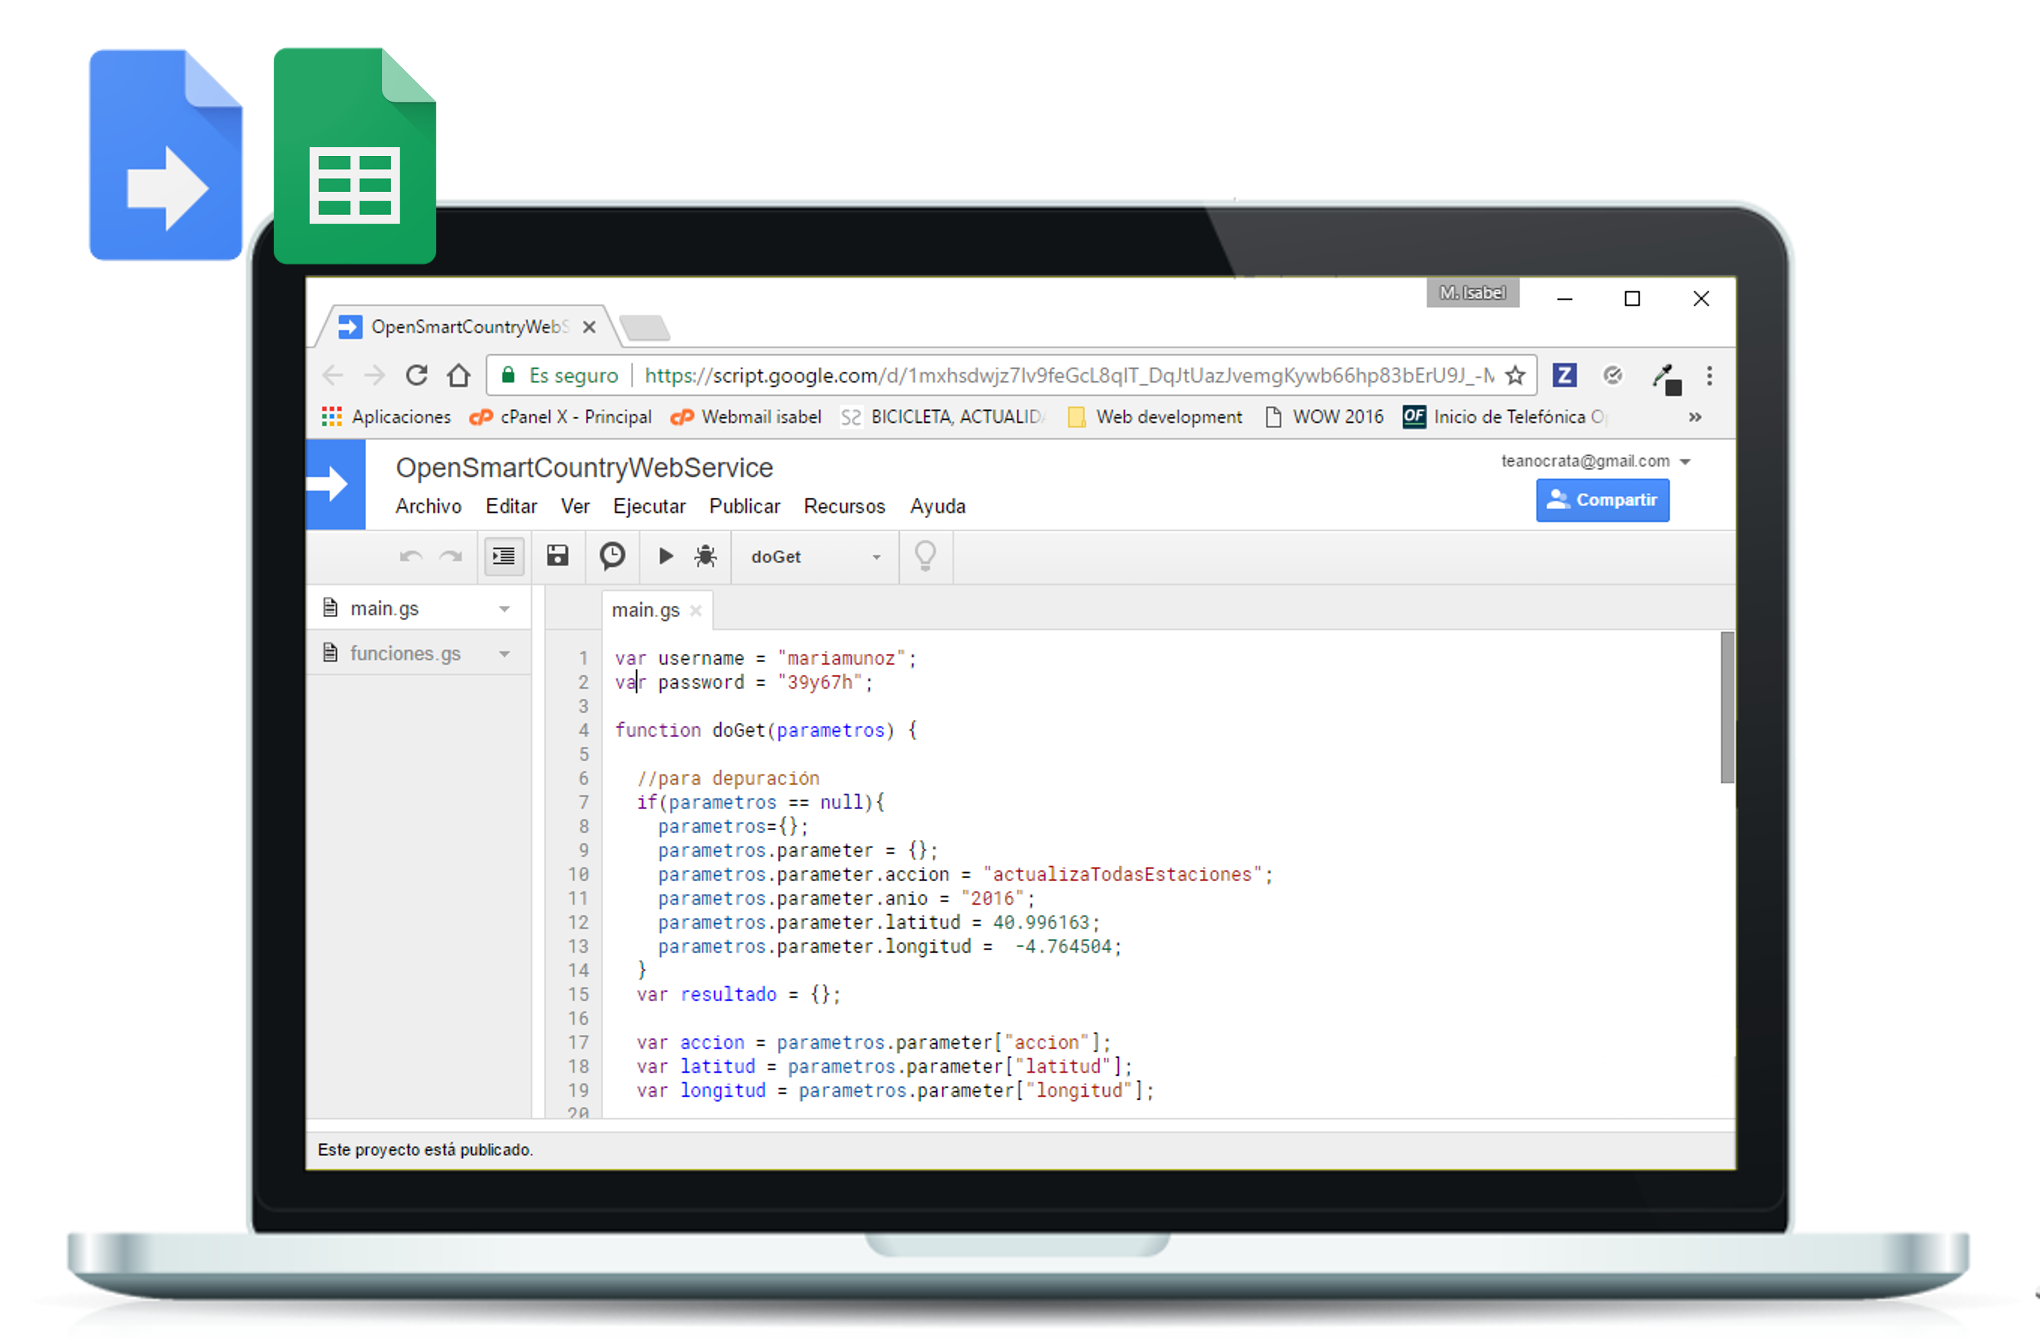 M. Isabel
OpenSmartCountryWebS
Es seguro https://script.google.com/d/1mxhsdwjz7Iv9feGcL8qIT_DqJtUazJvemgKywb66hp83bErU9J_-M
Aplicaciones cPanel X - Principal Webmail isabel BICICLETA, ACTUALIDA Web development WOW 2016 OF Inicio de Telefónica O »
OpenSmartCountryWebService
teanocrata@gmail.com
Archivo Editar Ver Ejecutar Publicar Recursos Ayuda
Compartir
doGet
main.gs
funciones.gs
main.gs
1 var username = "mariamunoz";
2 var password = "39y67h";
3
4 function doGet(parametros) {
5
6 //para depuración
7 if(parametros == null){
8 parametros={};
9 parametros.parameter = {};
10 parametros.parameter.accion = "actualizaTodasEstaciones";
11 parametros.parameter.anio = "2016";
12 parametros.parameter.latitud = 40.996163;
13 parametros.parameter.longitud = -4.764504;
14 }
15 var resultado = {};
16
17 var accion = parametros.parameter["accion"];
18 var latitud = parametros.parameter["latitud"];
19 var longitud = parametros.parameter["longitud"];
20
Este proyecto está publicado.